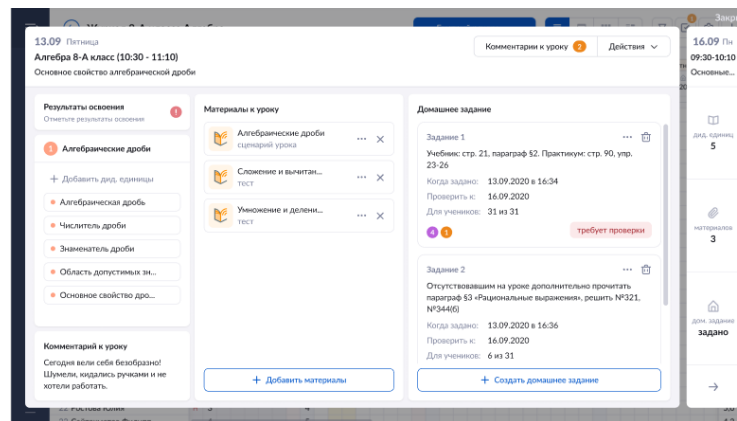 Закры
13.09 Пятница
Алгебра 8-А класс (10:30 - 11:10)
Основное свойство алгебраической дроби
Комментарии к уроку 2
Действия
Результаты освоения
Отметьте результаты освоения
1 Алгебраические дроби
+ Добавить дид. единицы
Алгебраическая дробь
Числитель дроби
Знаменатель дроби
Область допустимых зн...
Основное свойство дро...
Комментарий к уроку
Сегодня вели себя безобразно!
Шумели, кидались ручками и не
хотели работать.
Материалы к уроку
Алгебраические дроби
сценарий урока
Сложение и вычитан...
тест
Умножение и делени...
тест
+ Добавить материалы
Домашнее задание
Задание 1
Учебник: стр. 21, параграф §2. Практикум: стр. 90, упр.
23-26
Когда задано: 13.09.2020 в 16:34
Проверить к: 16.09.2020
Для учеников: 31 из 31
4 1
требует проверки
Задание 2
Отсутствовавшим на уроке дополнительно прочитать
параграф §3 «Рациональные выражения», решить №321,
№344(б)
Когда задано: 13.09.2020 в 16:36
Проверить к: 16.09.2020
Для учеников: 6 из 31
+ Создать домашнее задание
16.09 Пн
09:30-10:10
Основные...
дид. единиц
5
материалов
3
дом. задание
задано
22 Ростова Юлия